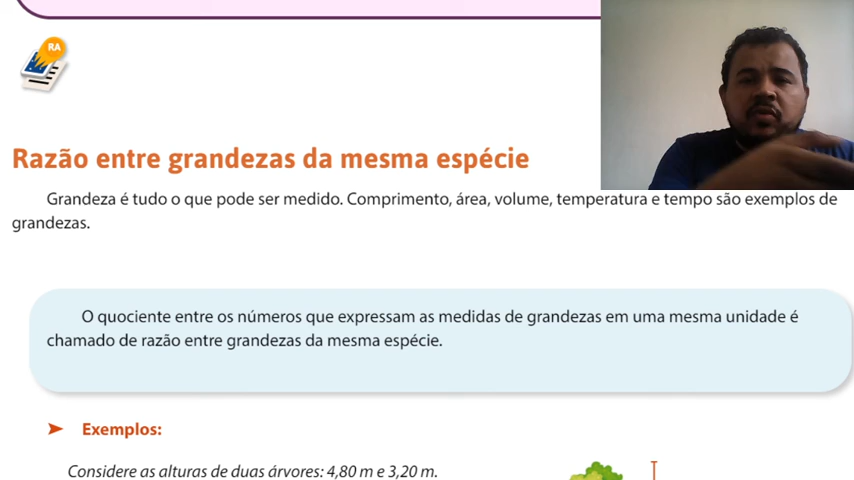 RA
Razão entre grandezas da mesma espécie
Grandeza é tudo o que pode ser medido. Comprimento, área, volume, temperatura e tempo são exemplos de
grandezas.
O quociente entre os números que expressam as medidas de grandezas em uma mesma unidade é
chamado de razão entre grandezas da mesma espécie.
➤ Exemplos:
Considere as alturas de duas árvores: 4,80 m e 3,20 m.